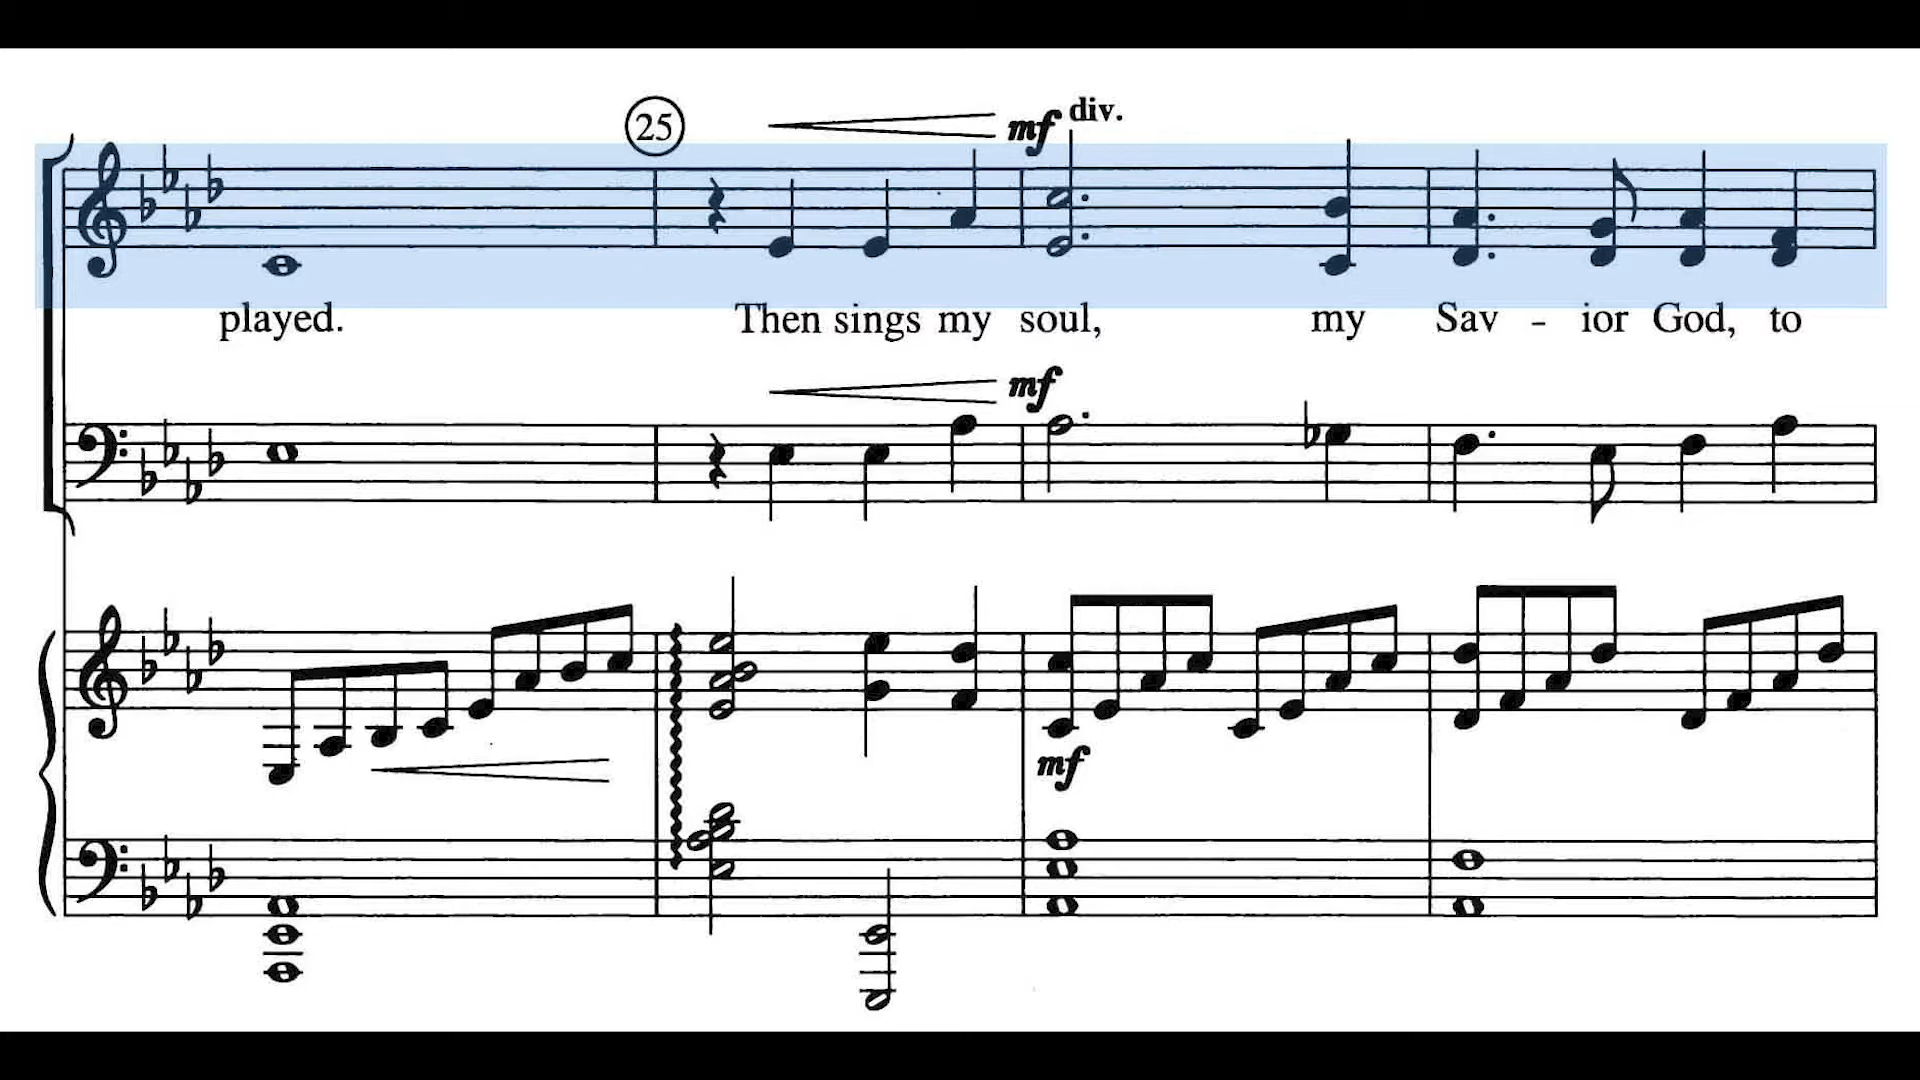 25
mf div.
played. Then sings my soul, my Sav - ior God, to
mf
mf